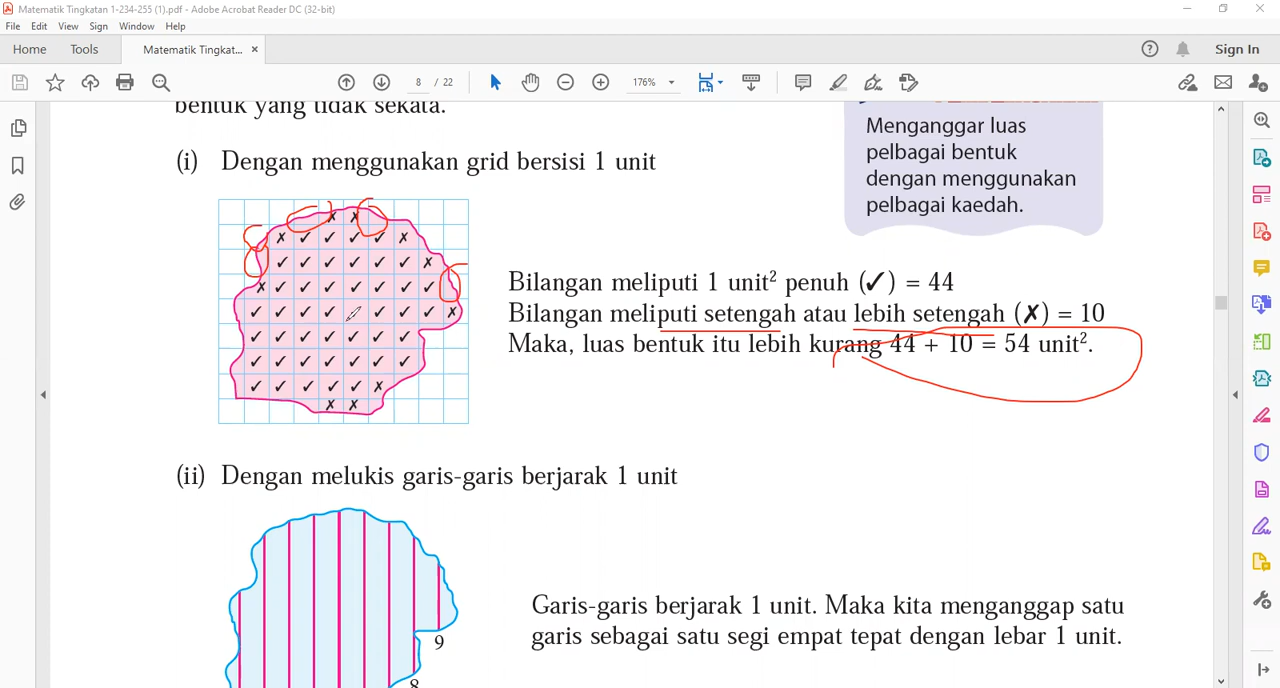 Matematik Tingkatan 1-234-255 (1).pdf - Adobe Acrobat Reader DC (32-bit)
File Edit View Sign Window Help
Home Tools Matematik Tingkat... × Sign In
8 / 22 176%
bentuk yang tidak sekata.
Menganggar luas
pelbagai bentuk
dengan menggunakan
pelbagai kaedah.
(i) Dengan menggunakan grid bersisi 1 unit
Bilangan meliputi 1 unit² penuh (✓) = 44
Bilangan meliputi setengah atau lebih setengah (✗) = 10
Maka, luas bentuk itu lebih kurang 44 + 10 = 54 unit².
(ii) Dengan melukis garis-garis berjarak 1 unit
Garis-garis berjarak 1 unit. Maka kita menganggap satu
garis sebagai satu segi empat tepat dengan lebar 1 unit.
9
8